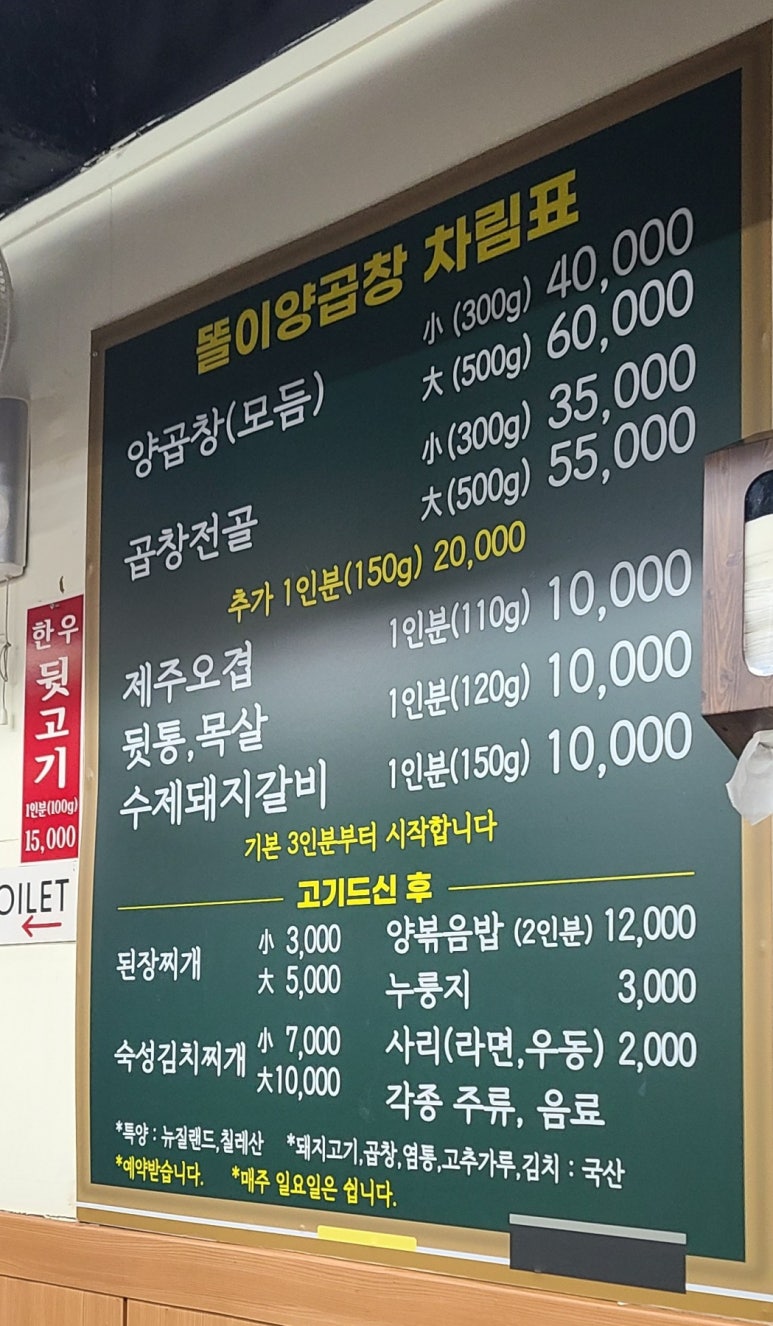 똘이양곱창 차림표
양곱창(모듬) 小 (300g) 40,000
大 (500g) 60,000
곱창전골 小 (300g) 35,000
大 (500g) 55,000
추가 1인분(150g) 20,000
제주오겹 1인분(110g) 10,000
뒷통,목살 1인분(120g) 10,000
수제돼지갈비 1인분(150g) 10,000
기본 3인분부터 시작합니다
고기드신 후
된장찌개 小 3,000
大 5,000
숙성김치찌개 小 7,000
大 10,000
양볶음밥 (2인분) 12,000
누룽지 3,000
사리(라면,우동) 2,000
각종 주류, 음료
*특양 : 뉴질랜드,칠레산 *돼지고기,곱창,염통,고추가루,김치 : 국산
*예약받습니다. *매주 일요일은 쉽니다.
한우
뒷
고
기
1인분(100g)
15,000
OILET